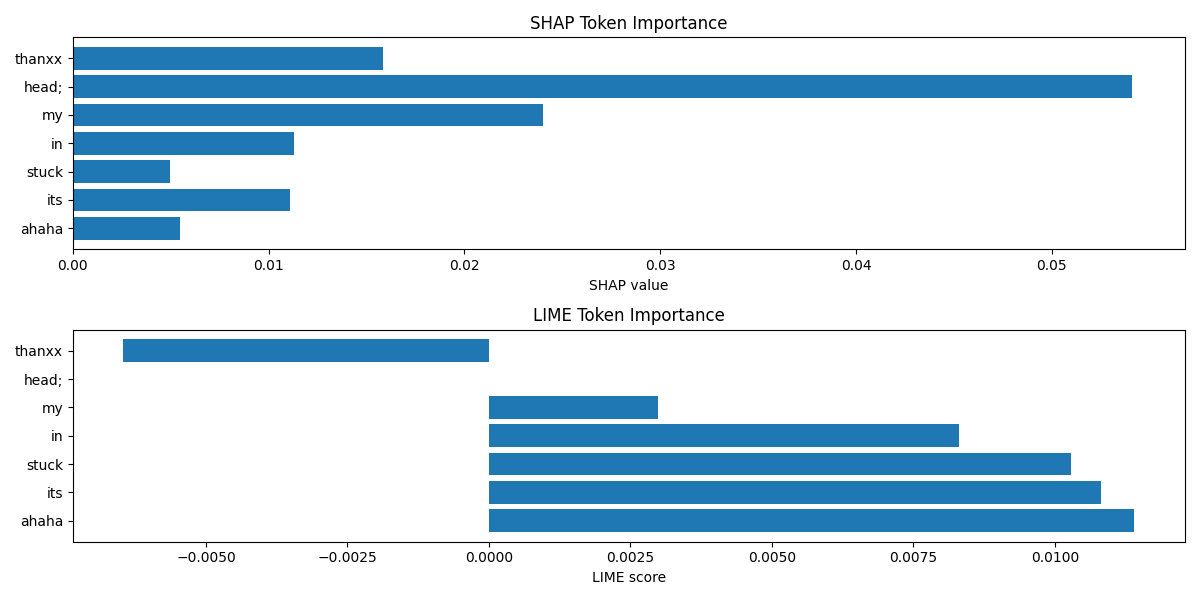 SHAP Token Importance
thanxx
head;
my
in
stuck
its
ahaha
0.00 0.01 0.02 0.03 0.04 0.05
SHAP value
LIME Token Importance
thanxx
head;
my
in
stuck
its
ahaha
−0.0050 −0.0025 0.0000 0.0025 0.0050 0.0075 0.0100
LIME score